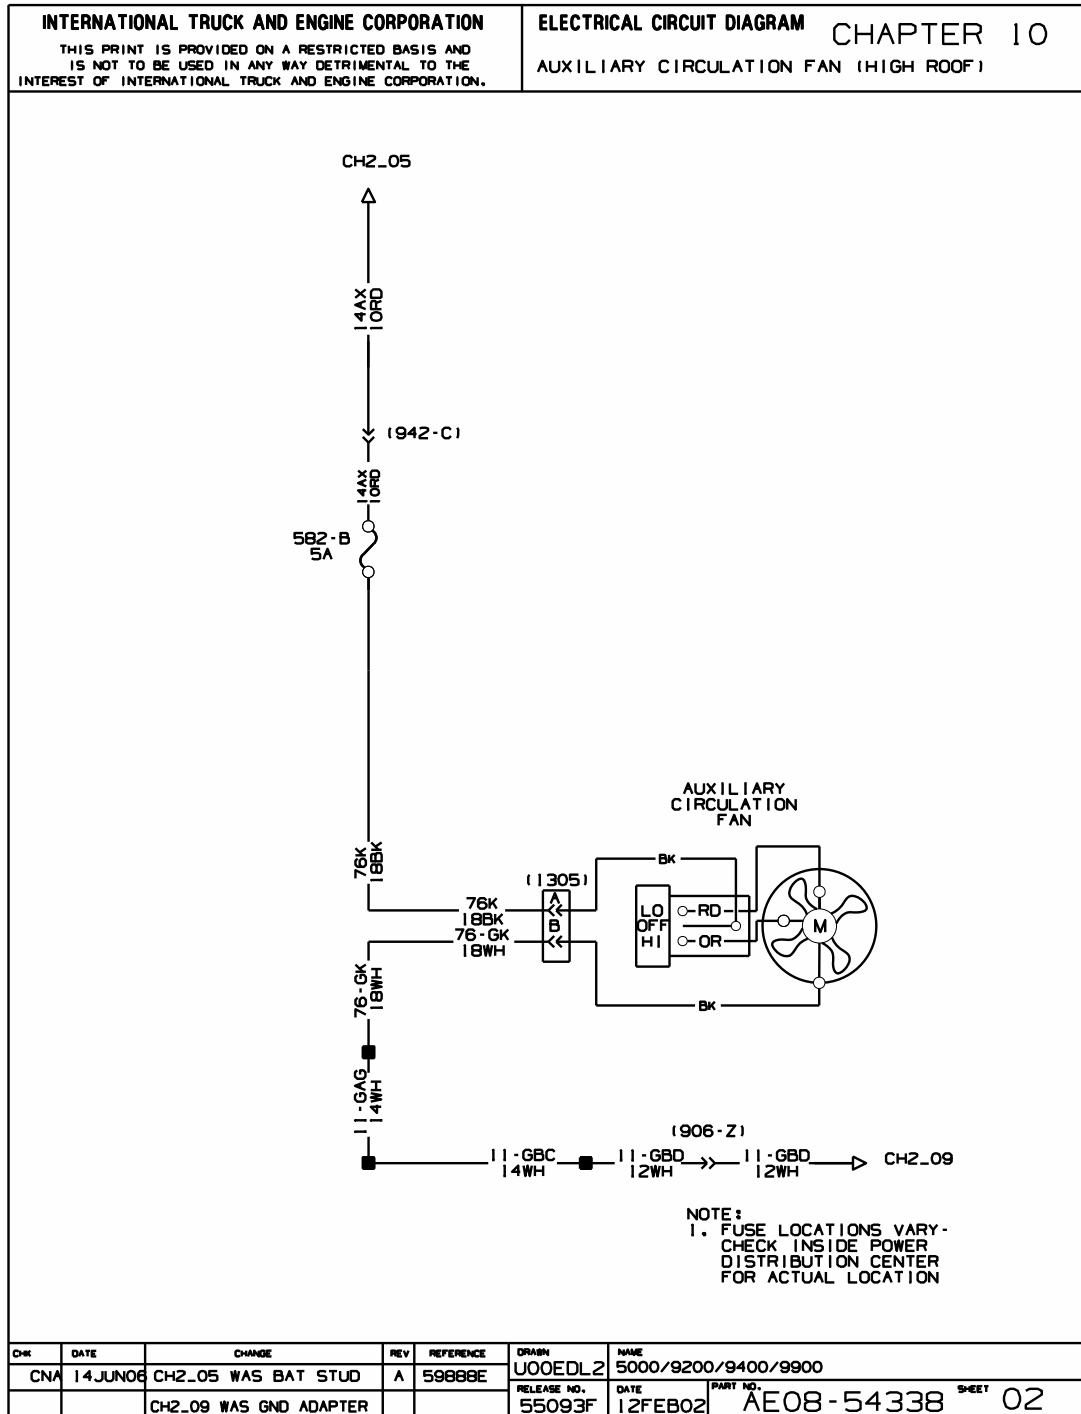 INTERNATIONAL TRUCK AND ENGINE CORPORATION
THIS PRINT IS PROVIDED ON A RESTRICTED BASIS AND
IS NOT TO BE USED IN ANY WAY DETRIMENTAL TO THE
INTEREST OF INTERNATIONAL TRUCK AND ENGINE CORPORATION.
ELECTRICAL CIRCUIT DIAGRAM CHAPTER 10
AUXILIARY CIRCULATION FAN (HIGH ROOF)
CH2_05
14AX
10RD
(942-C)
14AX
10RD
582-B
5A
AUXILIARY
CIRCULATION
FAN
76K
18BK
(1305)
A
B
76K
18BK
76-GK
18WH
BK
LO
OFF
HI
RD
OR
M
BK
76-GK
18WH
11-GAG
14WH
(906-Z)
11-GBC
14WH
11-GBD
12WH
11-GBD
12WH
CH2_09
NOTE:
1. FUSE LOCATIONS VARY-
CHECK INSIDE POWER
DISTRIBUTION CENTER
FOR ACTUAL LOCATION
CHK DATE CHANGE REV REFERENCE DRAWN NAME
CNA 14JUN06 CH2_05 WAS BAT STUD A 59888E U00EDL2 5000/9200/9400/9900
RELEASE NO. DATE PART NO. SHEET
CH2_09 WAS GND ADAPTER 55093F 12FEB02 AE08-54338 02